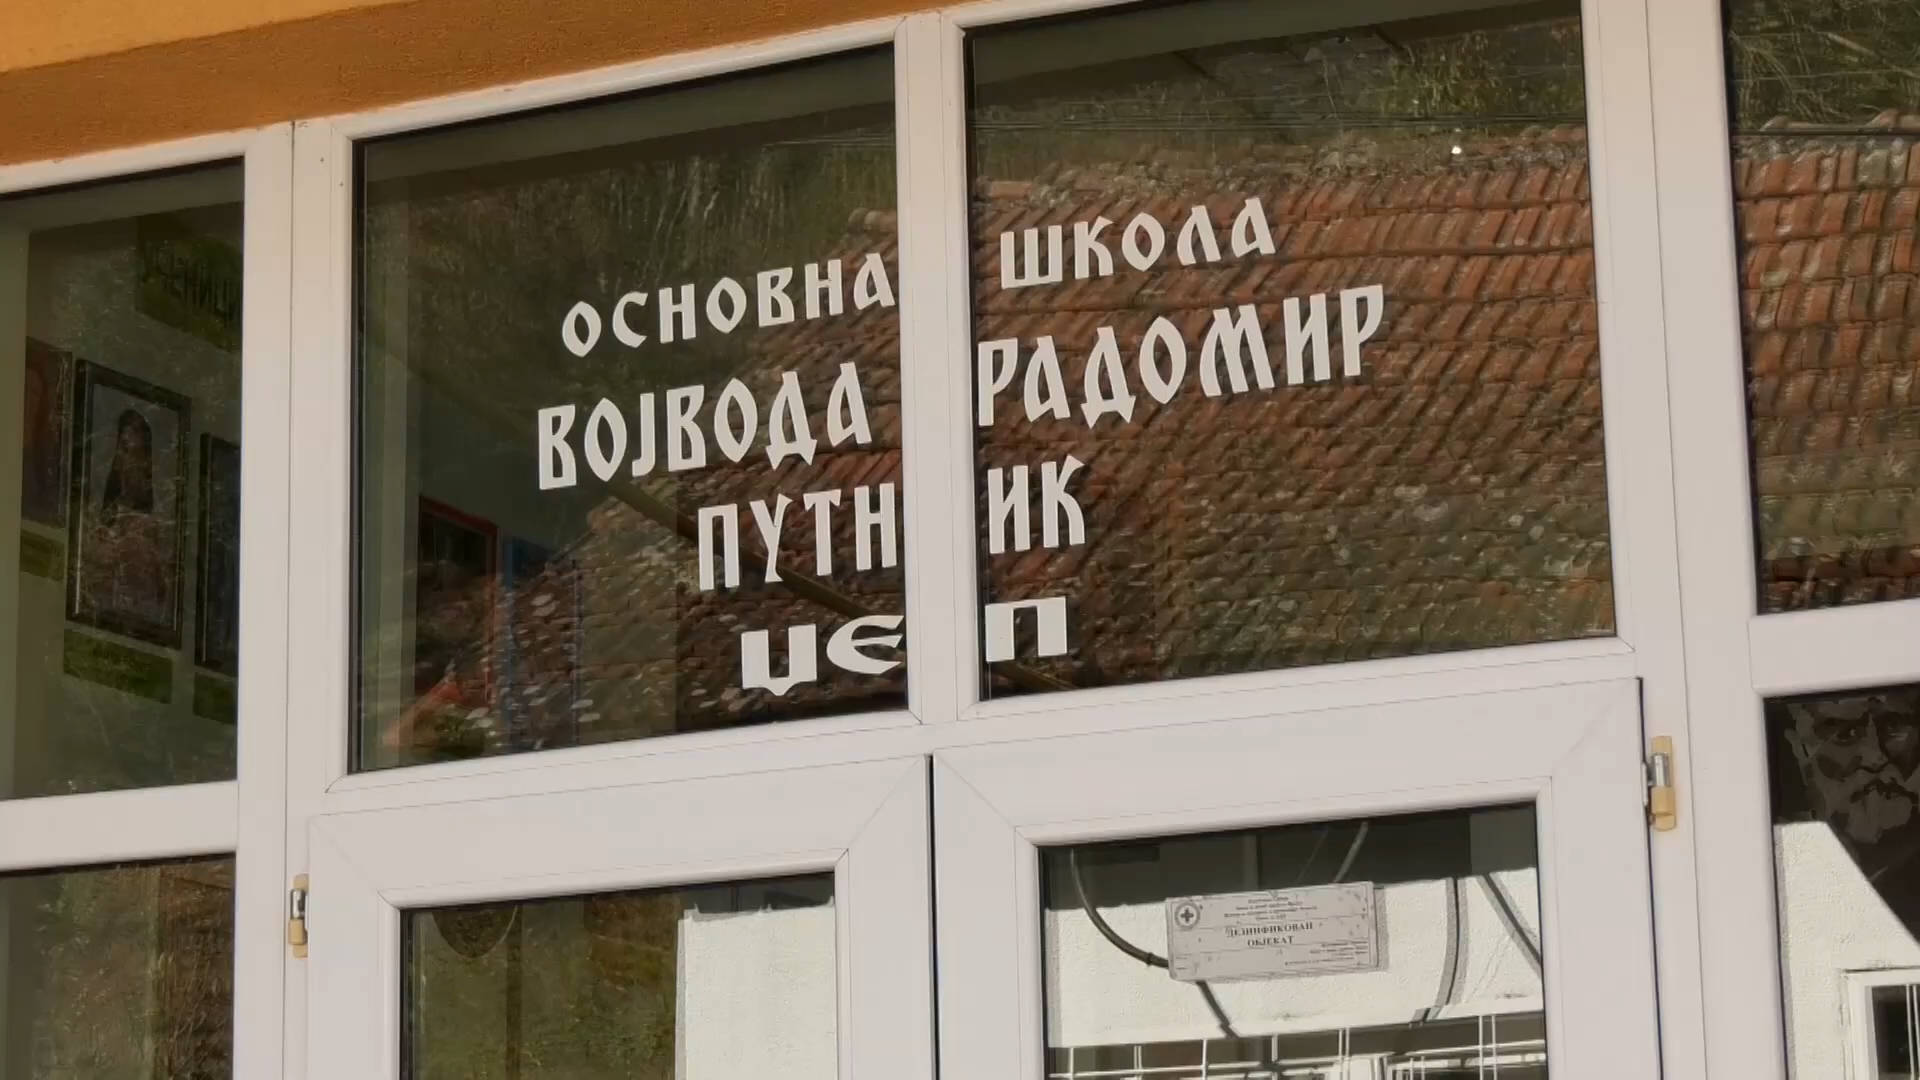 ОСНОВНА ШКОЛА
ВОЈВОДА РАДОМИР
ПУТНИК
ЦЕП
ДЕЗИНФИКОВАН
ОБЈЕКАТ